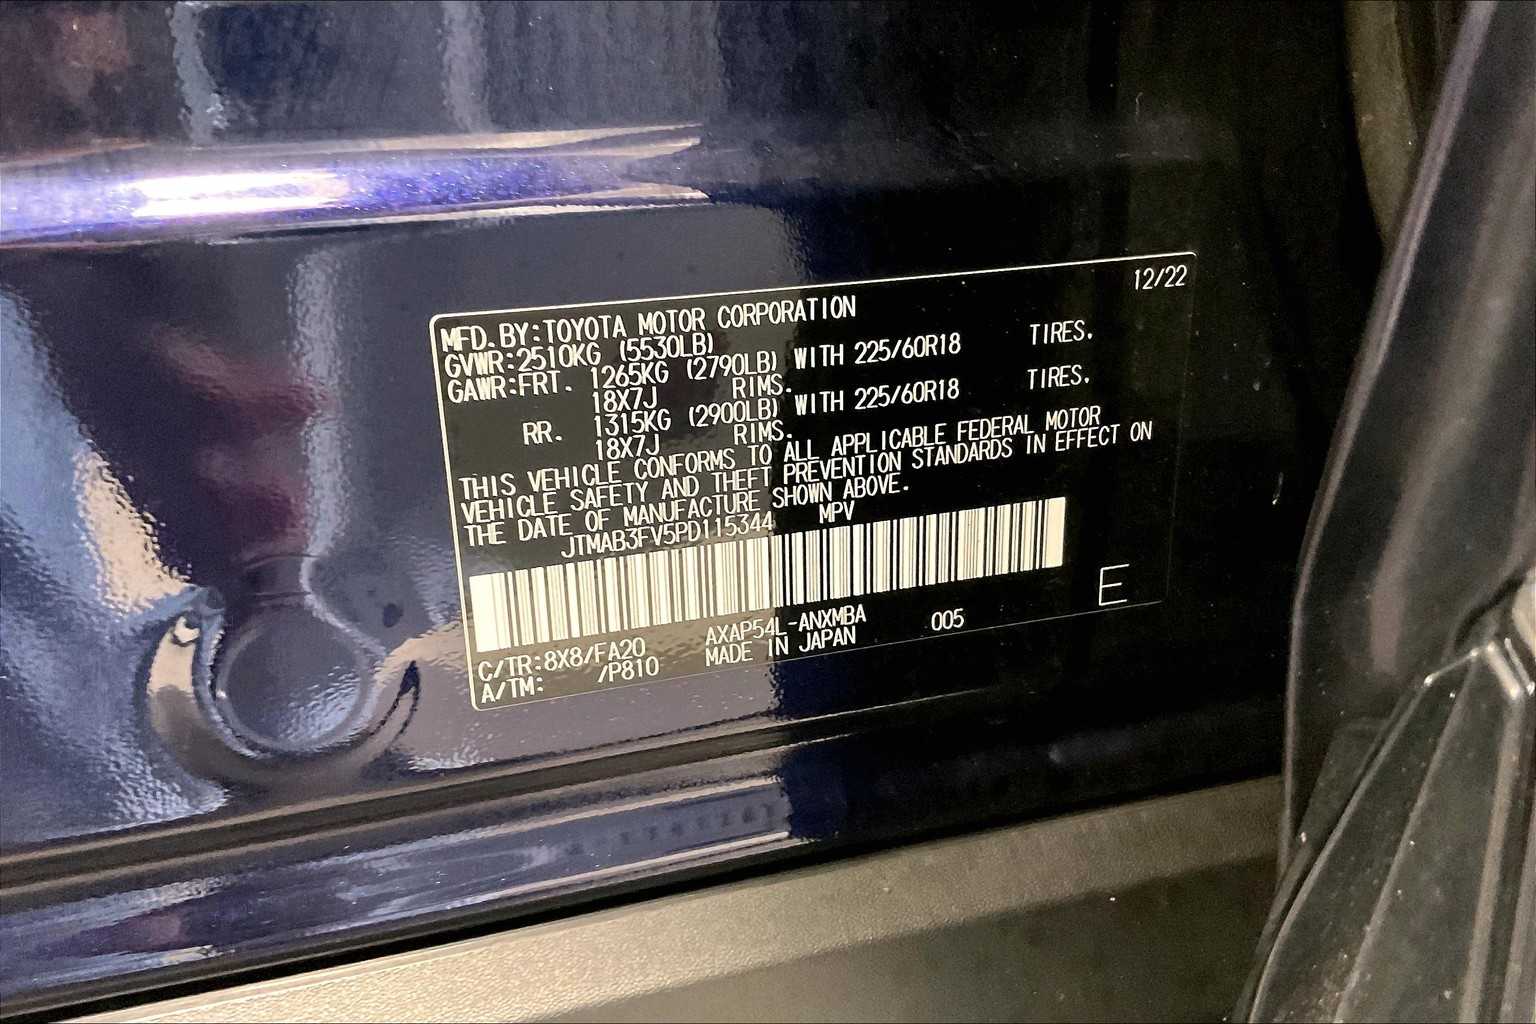 12/22
MFD. BY: TOYOTA MOTOR CORPORATION
GVWR: 2510KG (5530LB)
GAWR: FRT. 1265KG (2790LB) WITH 225/60R18 TIRES.
18X7J RIMS.
RR. 1315KG (2900LB) WITH 225/60R18 TIRES.
18X7J RIMS.
THIS VEHICLE CONFORMS TO ALL APPLICABLE FEDERAL MOTOR
VEHICLE SAFETY AND THEFT PREVENTION STANDARDS IN EFFECT ON
THE DATE OF MANUFACTURE SHOWN ABOVE.
JTMAB3FV5PD115344 MPV
E
C/TR: 8X8/FA20 AXAP54L-ANXMBA 005
A/TM: /P810 MADE IN JAPAN